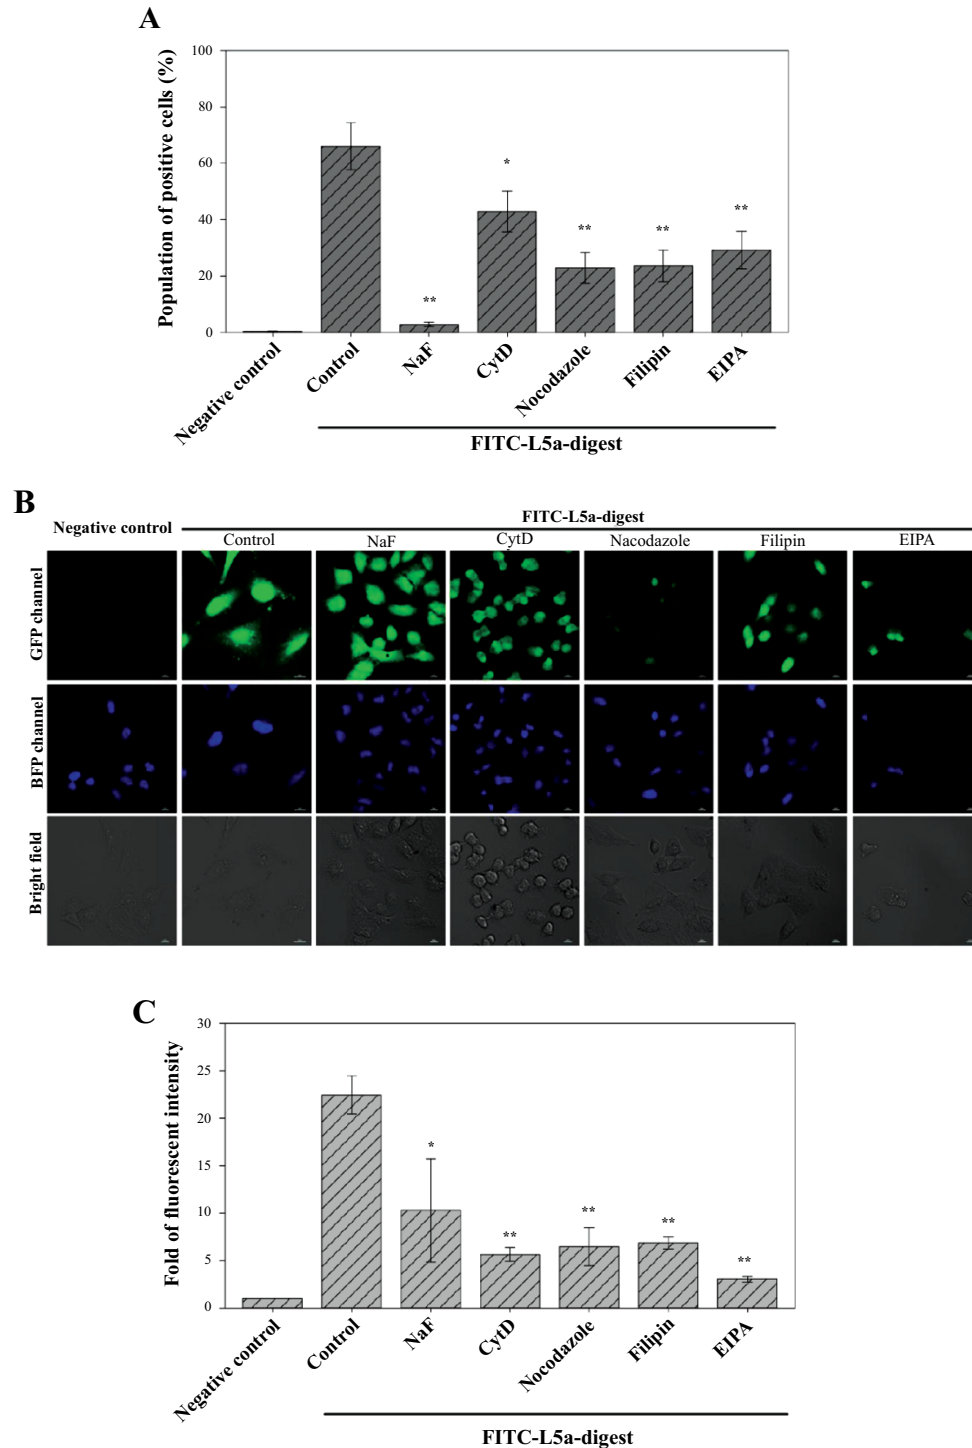 A
Population of positive cells (%)
100
80
60
40
20
0
*
**
**
**
**
Negative control
Control
NaF
CytD
Nocodazole
Filipin
EIPA
FITC-L5a-digest
B
Negative control
FITC-L5a-digest
Control
NaF
CytD
Nacodazole
Filipin
EIPA
GFP channel
BFP channel
Bright field
C
Fold of fluorescent intensity
30
25
20
15
10
5
0
*
**
**
**
**
Negative control
Control
NaF
CytD
Nocodazole
Filipin
EIPA
FITC-L5a-digest